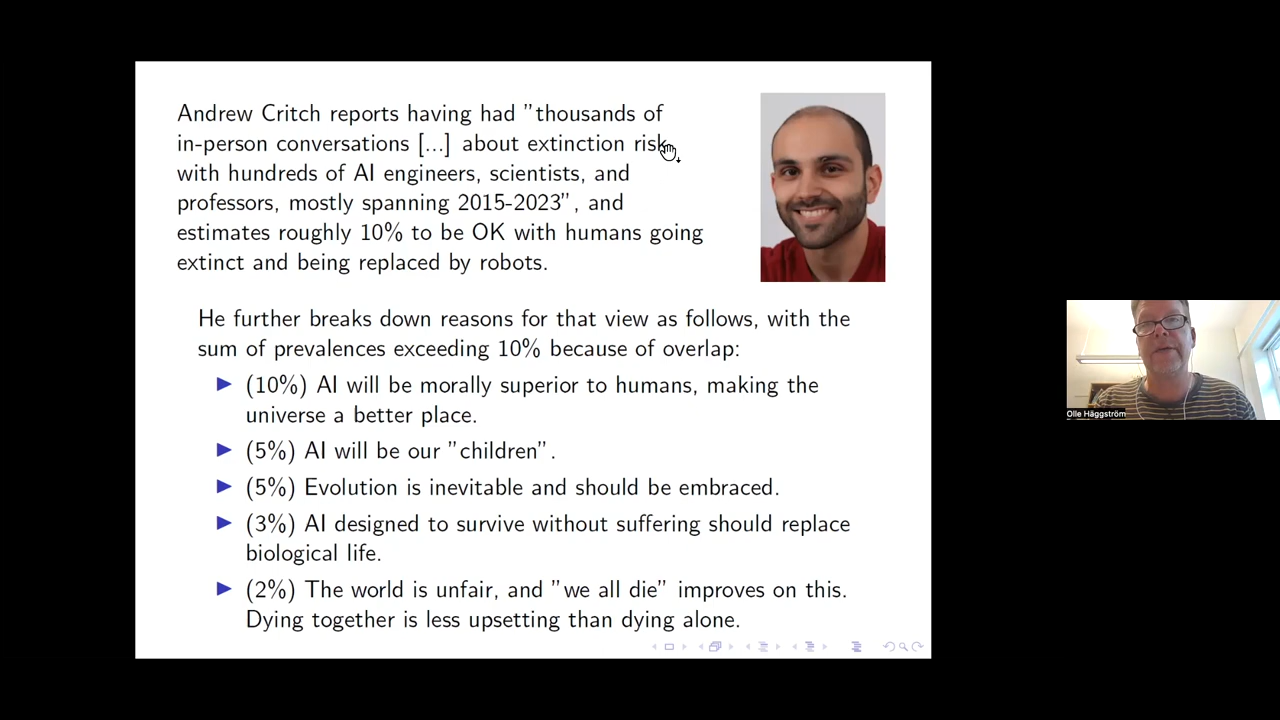 Andrew Critch reports having had "thousands of
in-person conversations [...] about extinction risk
with hundreds of AI engineers, scientists, and
professors, mostly spanning 2015-2023", and
estimates roughly 10% to be OK with humans going
extinct and being replaced by robots.
He further breaks down reasons for that view as follows, with the
sum of prevalences exceeding 10% because of overlap:
(10%) AI will be morally superior to humans, making the
universe a better place.
(5%) AI will be our "children".
(5%) Evolution is inevitable and should be embraced.
(3%) AI designed to survive without suffering should replace
biological life.
(2%) The world is unfair, and "we all die" improves on this.
Dying together is less upsetting than dying alone.
Olle Häggström